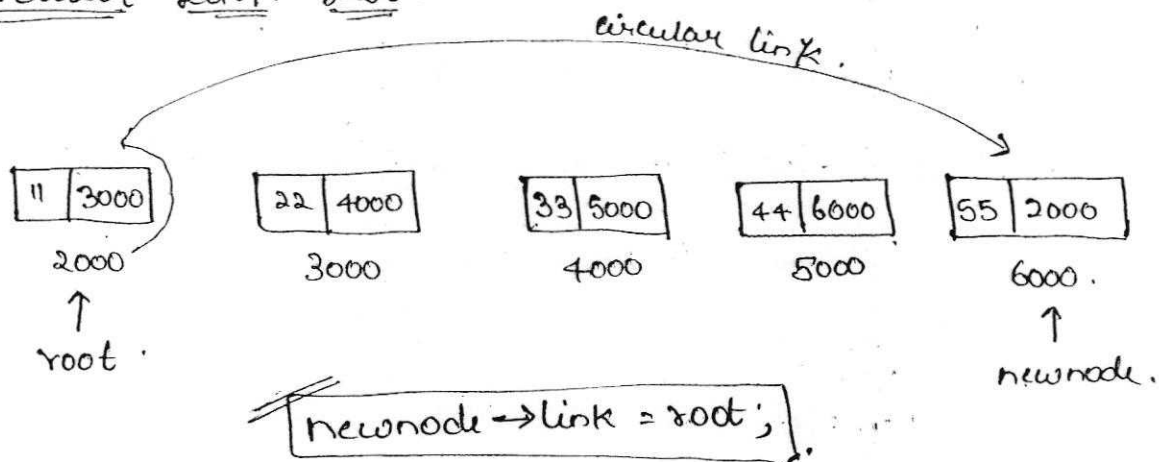 circular link.
11 3000 22 4000 33 5000 44 6000 55 2000
2000 3000 4000 5000 6000.
root. newnode.
newnode → link = root;